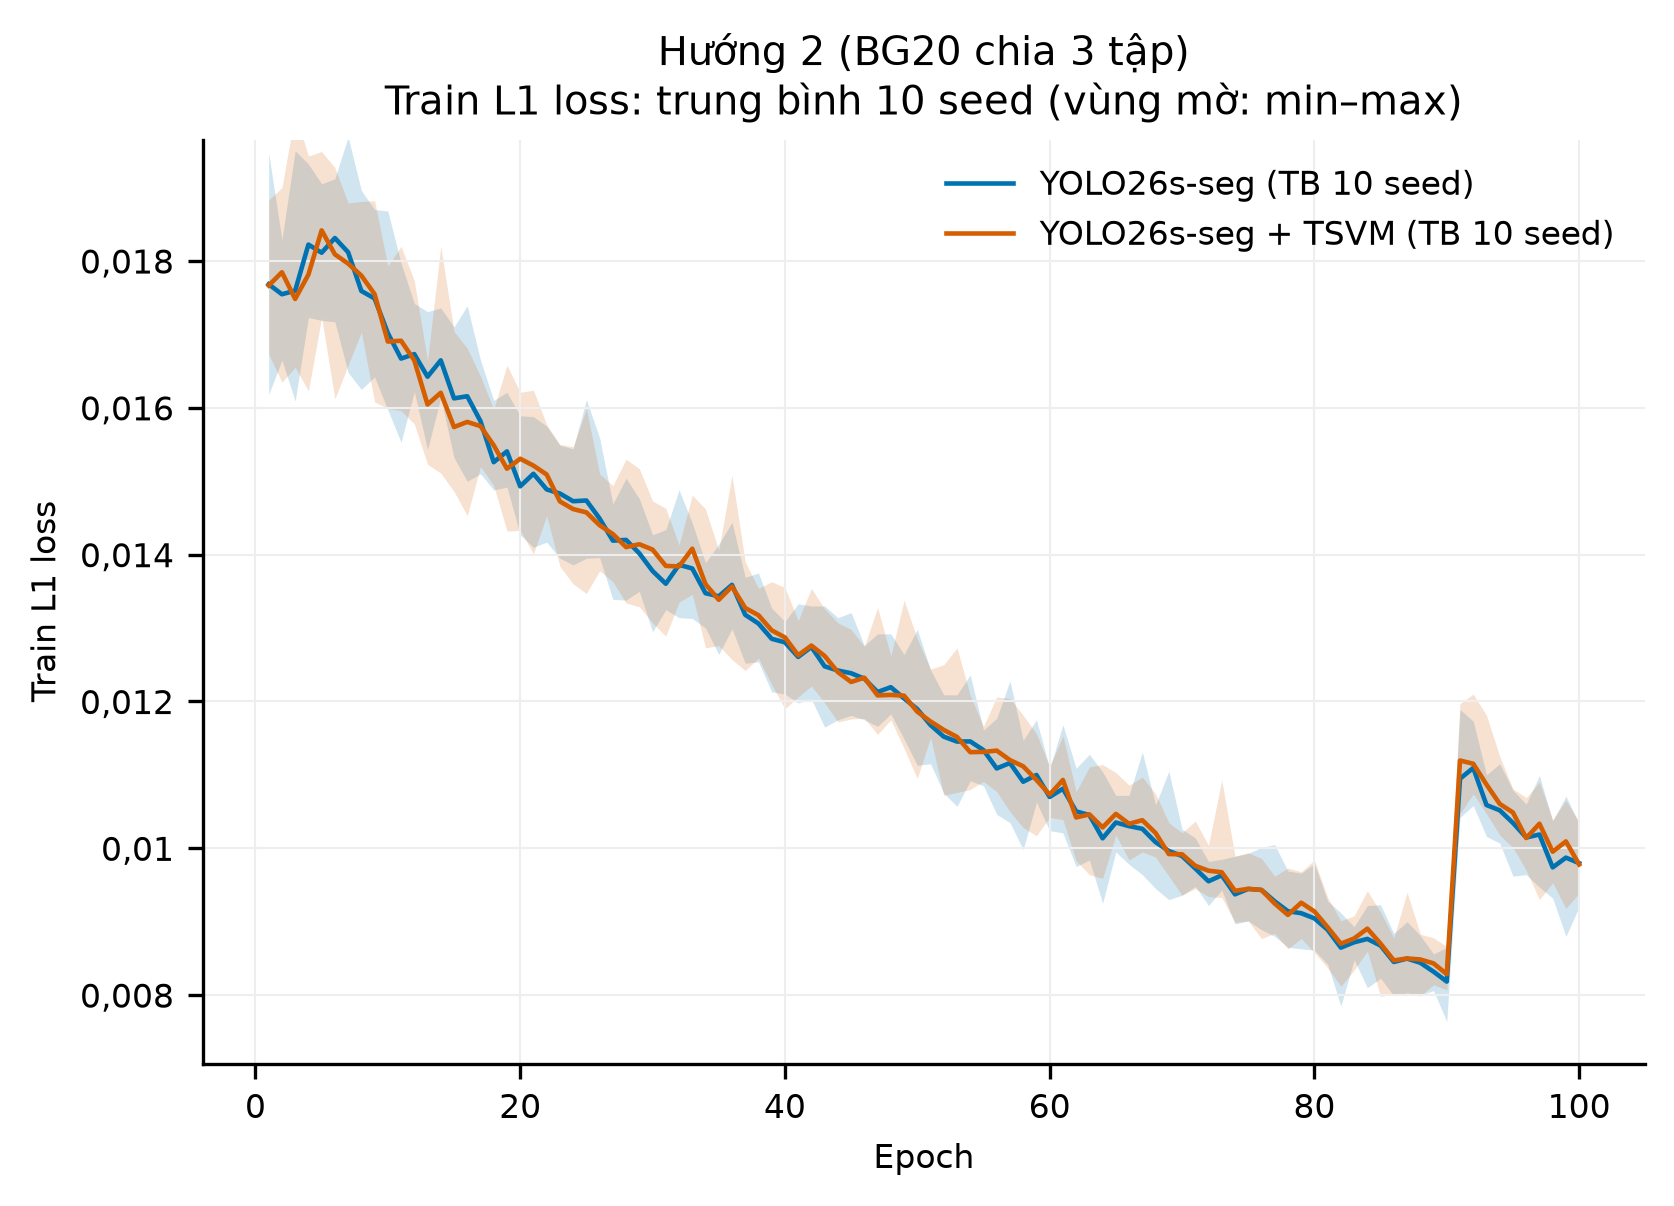 Hướng 2 (BG20 chia 3 tập)
Train L1 loss: trung bình 10 seed (vùng mờ: min–max)
YOLO26s-seg (TB 10 seed)
YOLO26s-seg + TSVM (TB 10 seed)
Train L1 loss
0,018
0,016
0,014
0,012
0,01
0,008
0
20
40
60
80
100
Epoch